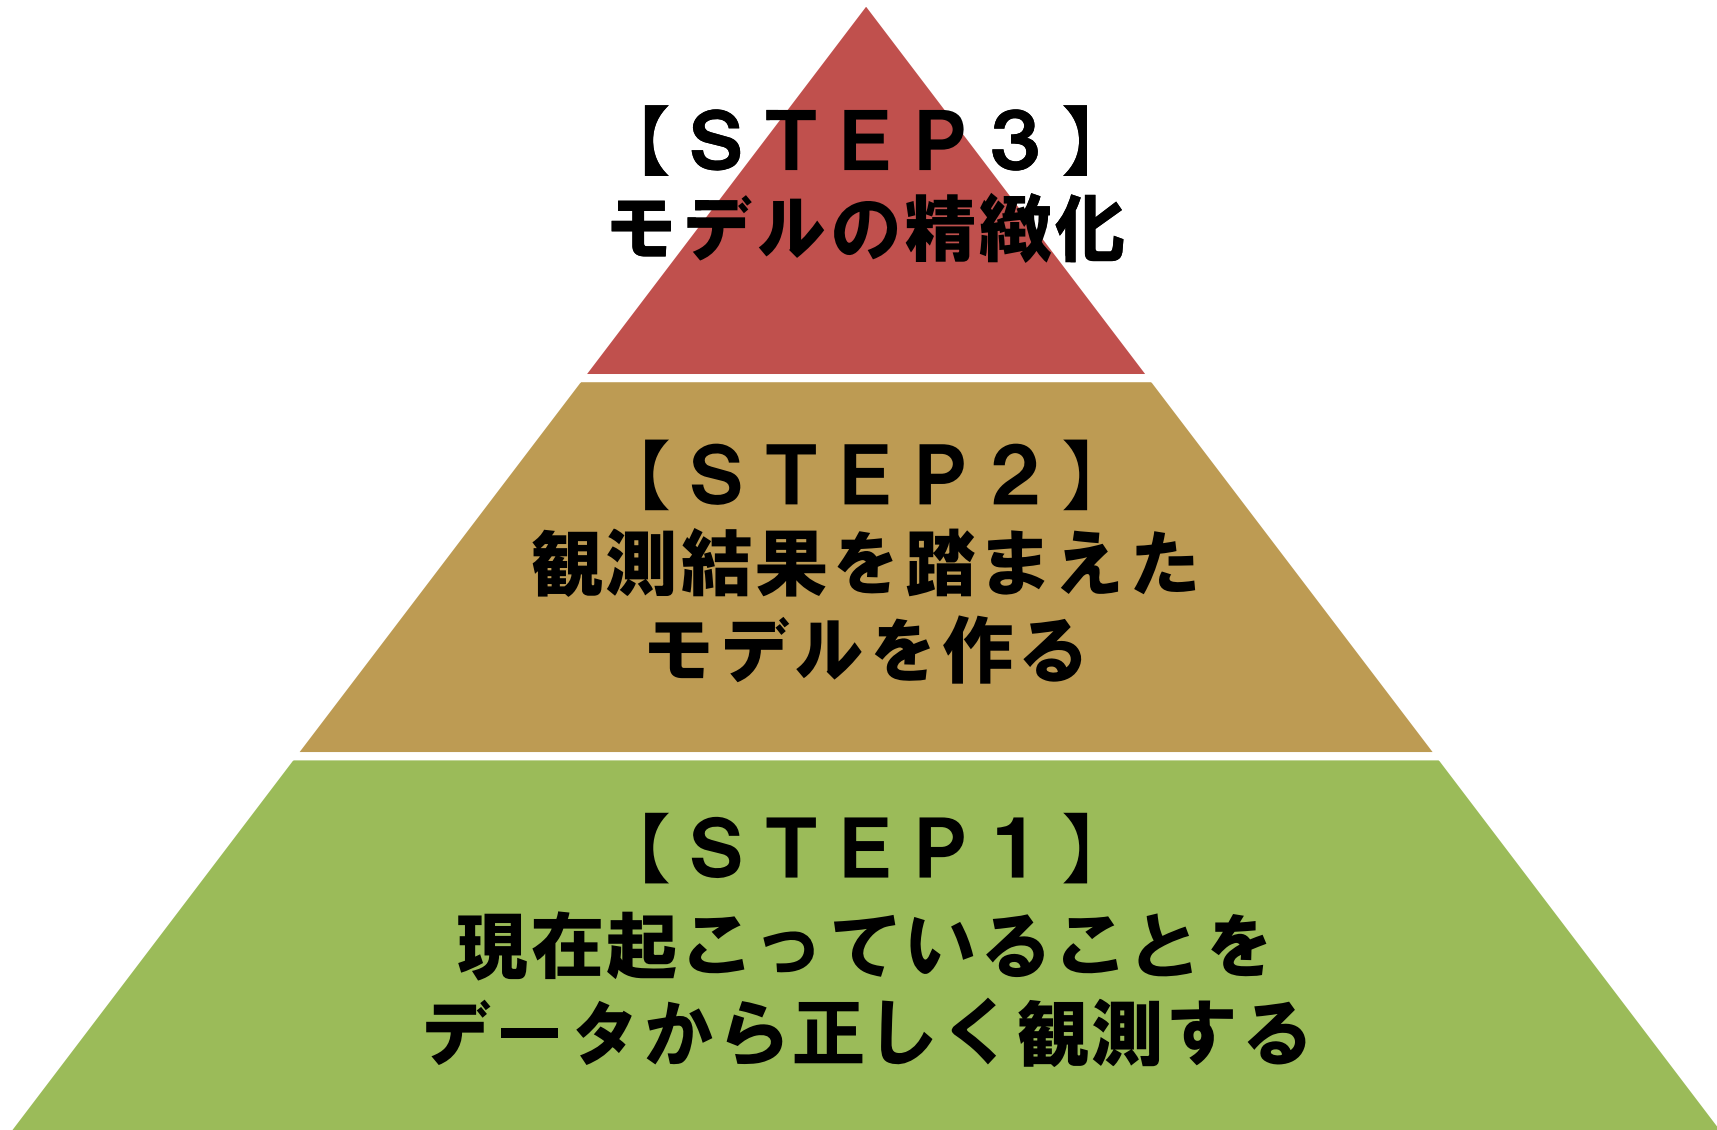 【ＳＴＥＰ３】
モデルの精緻化
【ＳＴＥＰ２】
観測結果を踏まえた
モデルを作る
【ＳＴＥＰ１】
現在起こっていることを
データから正しく観測する